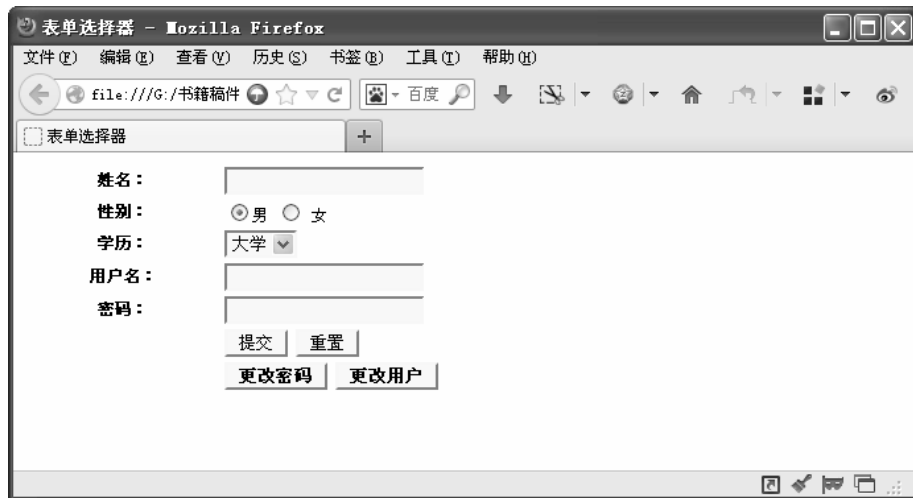 表单选择器 - Mozilla Firefox
文件(F) 编辑(E) 查看(V) 历史(S) 书签(B) 工具(T) 帮助(H)
file:///G:/书籍稿件 百度
表单选择器
姓名：
性别： 男 女
学历： 大学
用户名：
密码：
提交 重置
更改密码 更改用户